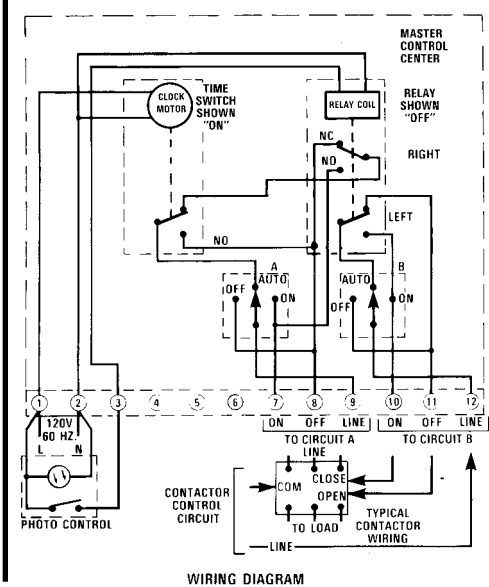 MASTER
CONTROL
CENTER
TIME
SWITCH
SHOWN
"ON"
CLOCK
MOTOR
RELAY COIL
RELAY
SHOWN
"OFF"
NC
RIGHT
NO
LEFT
NO
A
B
AUTO
OFF
ON
AUTO
OFF
ON
1 2 3 4 5 6 7 8 9 10 11 12
120V
60 HZ.
L N
ON OFF LINE
ON OFF LINE
TO CIRCUIT A
TO CIRCUIT B
LINE
COM
CLOSE
OPEN
TO LOAD
PHOTO CONTROL
CONTACTOR
CONTROL
CIRCUIT
TYPICAL
CONTACTOR
WIRING
LINE
WIRING DIAGRAM